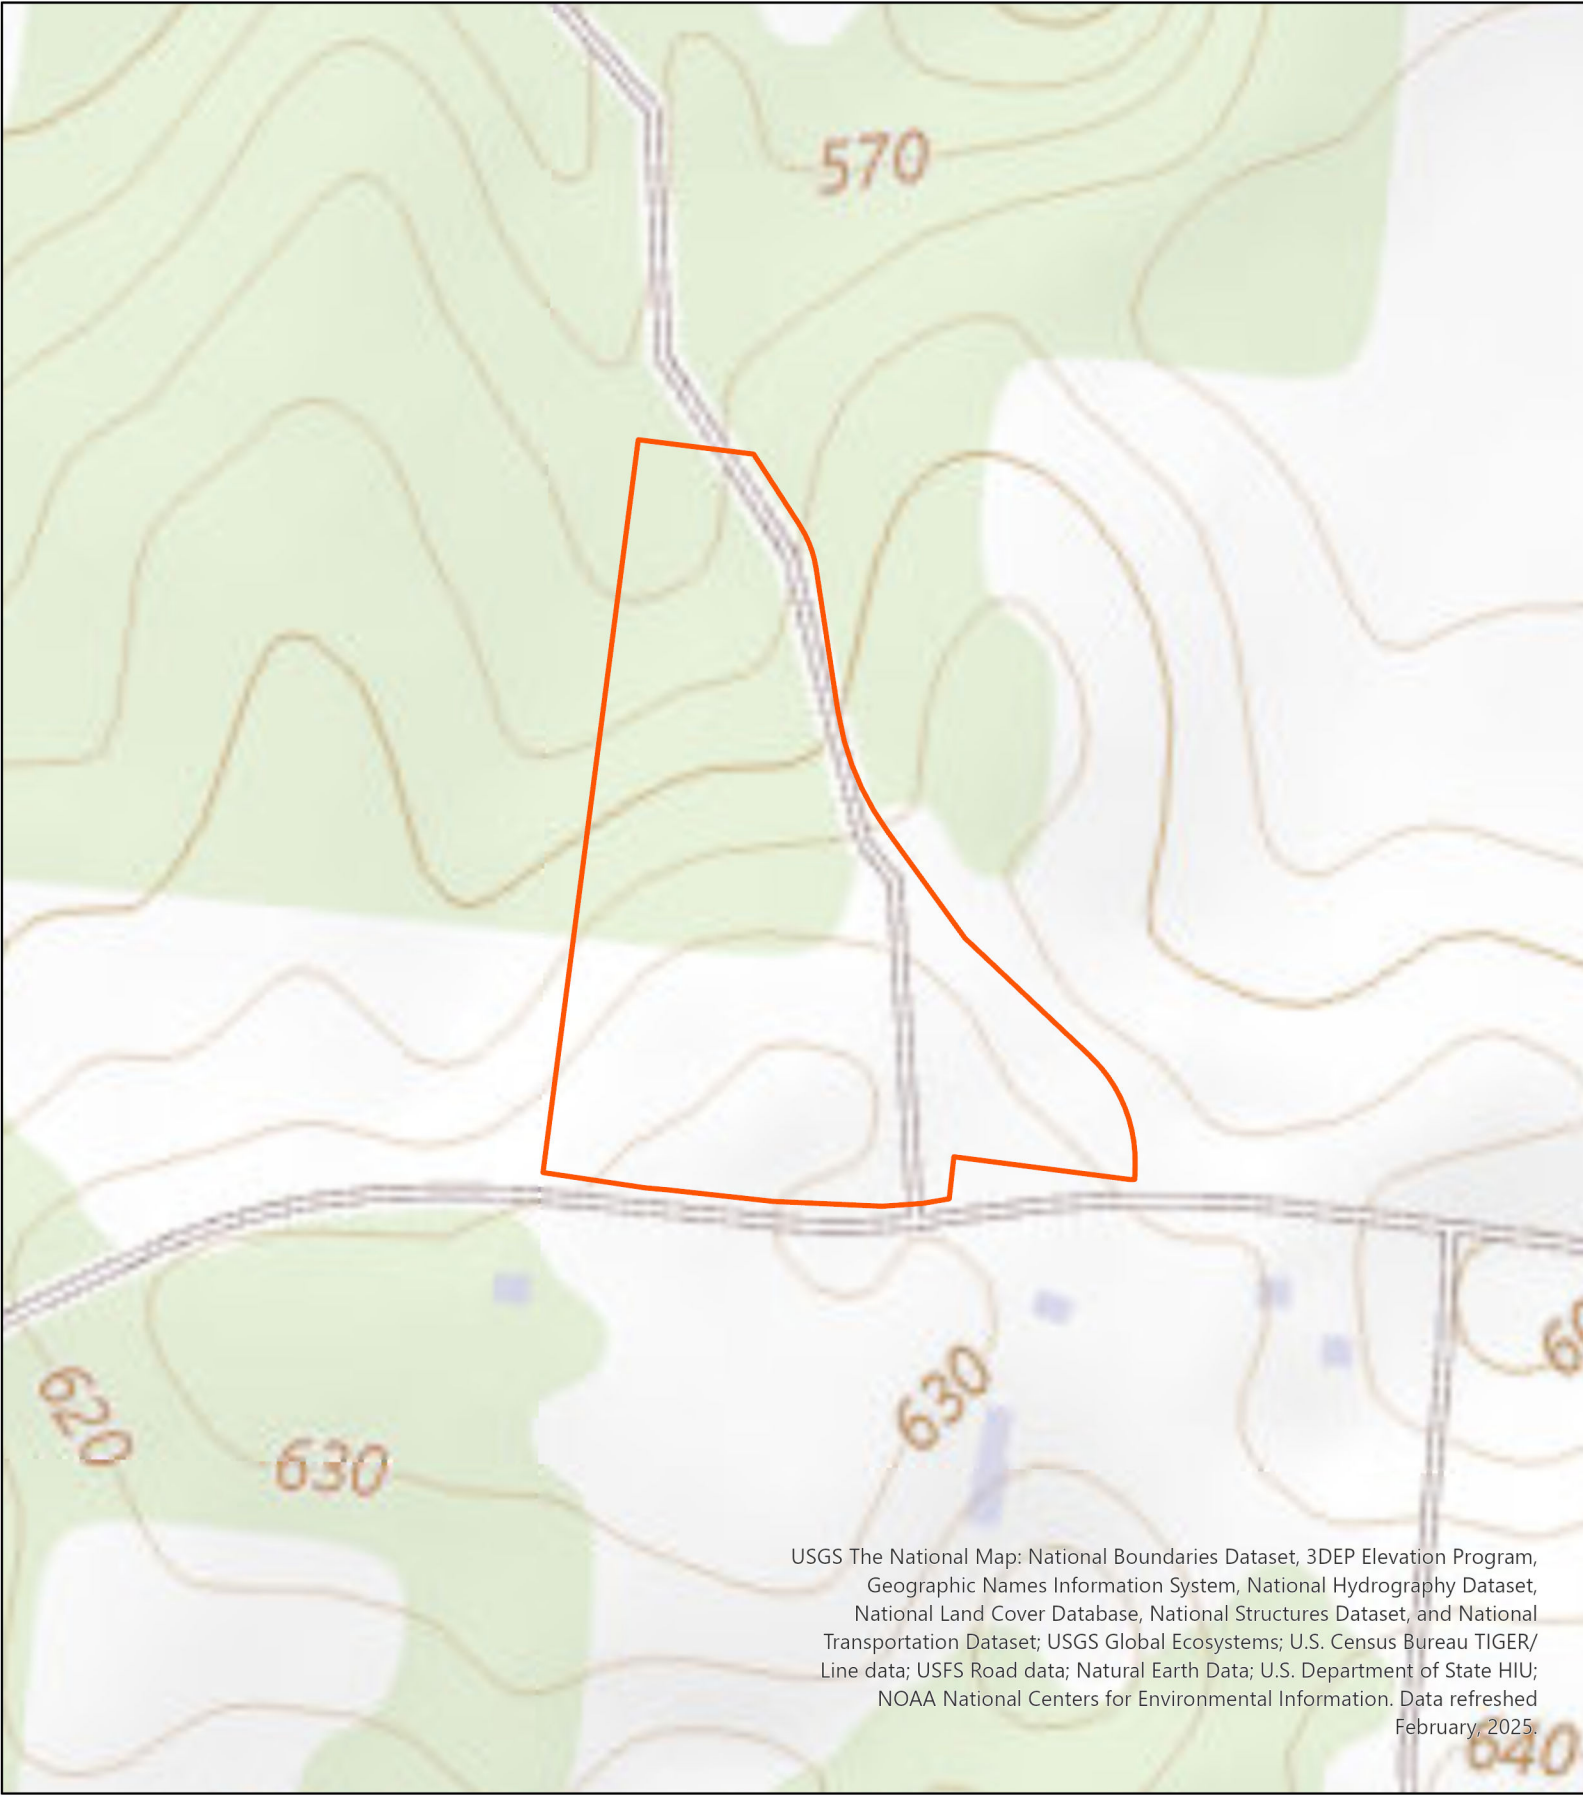 570
620
630
630
USGS The National Map: National Boundaries Dataset, 3DEP Elevation Program,
Geographic Names Information System, National Hydrography Dataset,
National Land Cover Database, National Structures Dataset, and National
Transportation Dataset; USGS Global Ecosystems; U.S. Census Bureau TIGER/
Line data; USFS Road data; Natural Earth Data; U.S. Department of State HIU;
NOAA National Centers for Environmental Information. Data refreshed
February, 2025.
640